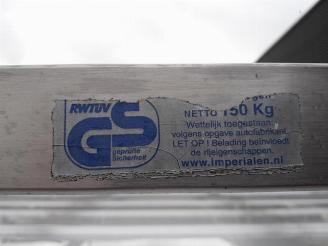 RWTÜV
GS
geprüfte
Sicherheit
NETTO 150 Kg
Wettelijk toegestaan
volgens opgave autofabrikant.
LET OP ! Belading beïnvloedt
de rijeigenschappen.
www.imperialen.nl